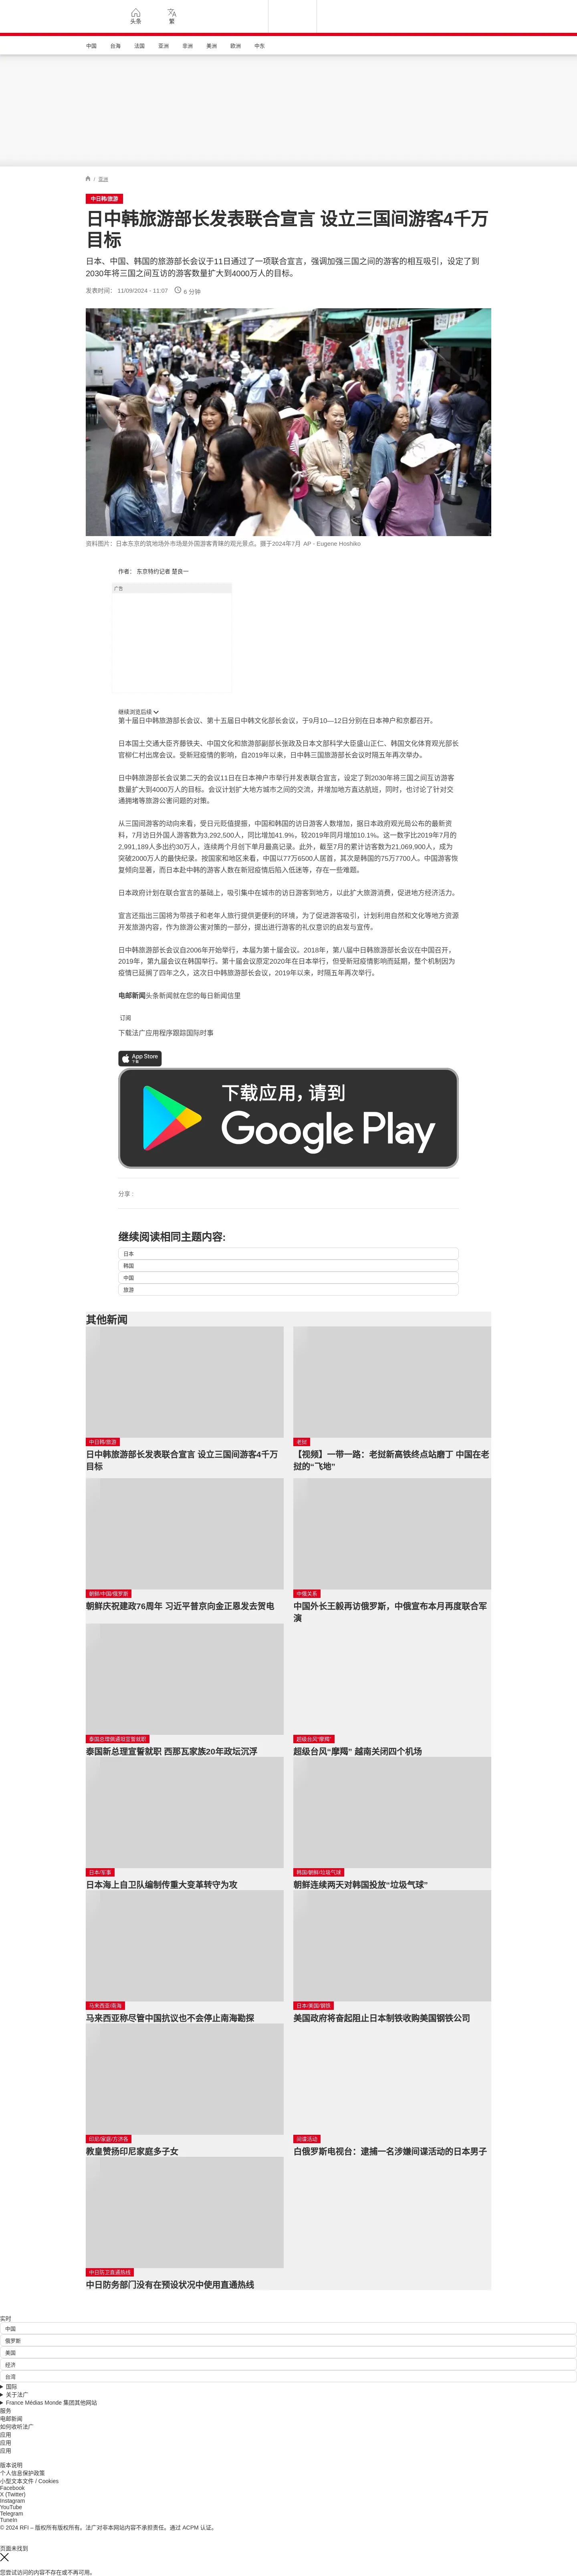 头条
繁
中国 台海 法国 亚洲 非洲 美洲 欧洲 中东
/ 亚洲
中日韩/旅游
日中韩旅游部长发表联合宣言 设立三国间游客4千万
目标
日本、中国、韩国的旅游部长会议于11日通过了一项联合宣言，强调加强三国之间的游客的相互吸引，设定了到
2030年将三国之间互访的游客数量扩大到4000万人的目标。
发表时间： 11/09/2024 - 11:07 6 分钟
资料图片：日本东京的筑地场外市场是外国游客青睐的观光景点。摄于2024年7月 AP - Eugene Hoshiko
作者： 东京特约记者 楚良一
广告
继续浏览后续
第十届日中韩旅游部长会议、第十五届日中韩文化部长会议，于9月10—12日分别在日本神户和京都召开。
日本国土交通大臣齐藤铁夫、中国文化和旅游部副部长张政及日本文部科学大臣盛山正仁、韩国文化体育观光部长
官柳仁村出席会议。受新冠疫情的影响，自2019年以来，日中韩三国旅游部长会议时隔五年再次举办。
日中韩旅游部长会议第二天的会议11日在日本神户市举行并发表联合宣言，设定了到2030年将三国之间互访游客
数量扩大到4000万人的目标。会议计划扩大地方城市之间的交流，并增加地方直达航班，同时，也讨论了针对交
通拥堵等旅游公害问题的对策。
从三国间游客的动向来看，受日元贬值提振，中国和韩国的访日游客人数增加，据日本政府观光局公布的最新资
料，7月访日外国人游客数为3,292,500人，同比增加41.9%，较2019年同月增加10.1%。这一数字比2019年7月的
2,991,189人多出约30万人，连续两个月创下单月最高记录。此外，截至7月的累计访客数为21,069,900人，成为
突破2000万人的最快纪录。按国家和地区来看，中国以77万6500人居首，其次是韩国的75万7700人。中国游客恢
复倾向显著，而日本赴中韩的游客人数在新冠疫情后陷入低迷等，存在一些难题。
日本政府计划在联合宣言的基础上，吸引集中在城市的访日游客到地方，以此扩大旅游消费，促进地方经济活力。
宣言还指出三国将为带孩子和老年人旅行提供更便利的环境，为了促进游客吸引，计划利用自然和文化等地方资源
开发旅游内容，作为旅游公害对策的一部分，提出进行游客的礼仪意识的启发与宣传。
日中韩旅游部长会议自2006年开始举行，本届为第十届会议。2018年，第八届中日韩旅游部长会议在中国召开，
2019年，第九届会议在韩国举行。第十届会议原定2020年在日本举行，但受新冠疫情影响而延期，整个机制因为
疫情已延搁了四年之久，这次日中韩旅游部长会议，2019年以来，时隔五年再次举行。
电邮新闻头条新闻就在您的每日新闻信里
订阅
下载法广应用程序跟踪国际时事
App Store
下载
下载应用，请到
Google Play
分享 :
继续阅读相同主题内容:
日本
韩国
中国
旅游
其他新闻
中日韩/旅游
日中韩旅游部长发表联合宣言 设立三国间游客4千万
目标
老挝
【视频】一带一路：老挝新高铁终点站磨丁 中国在老
挝的“飞地”
朝鲜/中国/俄罗斯
朝鲜庆祝建政76周年 习近平普京向金正恩发去贺电
中俄关系
中国外长王毅再访俄罗斯，中俄宣布本月再度联合军
演
泰国总理佩通坦宣誓就职
泰国新总理宣誓就职 西那瓦家族20年政坛沉浮
超级台风"摩羯"
超级台风“摩羯” 越南关闭四个机场
日本/军事
日本海上自卫队编制传重大变革转守为攻
韩国/朝鲜/垃圾气球
朝鲜连续两天对韩国投放“垃圾气球”
马来西亚/南海
马来西亚称尽管中国抗议也不会停止南海勘探
日本/美国/钢铁
美国政府将奋起阻止日本制铁收购美国钢铁公司
印尼/家庭/方济各
教皇赞扬印尼家庭多子女
间谍活动
白俄罗斯电视台：逮捕一名涉嫌间谍活动的日本男子
中日防卫直通热线
中日防务部门没有在预设状况中使用直通热线
实时
中国
俄罗斯
美国
经济
台湾
国际
关于法广
France Médias Monde 集团其他网站
服务
电邮新闻
如何收听法广
应用
应用
应用
版本说明
个人信息保护政策
小型文本文件 / Cookies
Facebook
X (Twitter)
Instagram
YouTube
Telegram
TuneIn
© 2024 RFI – 版权所有版权所有。法广对非本网站内容不承担责任。通过 ACPM 认证。
页面未找到
您尝试访问的内容不存在或不再可用。